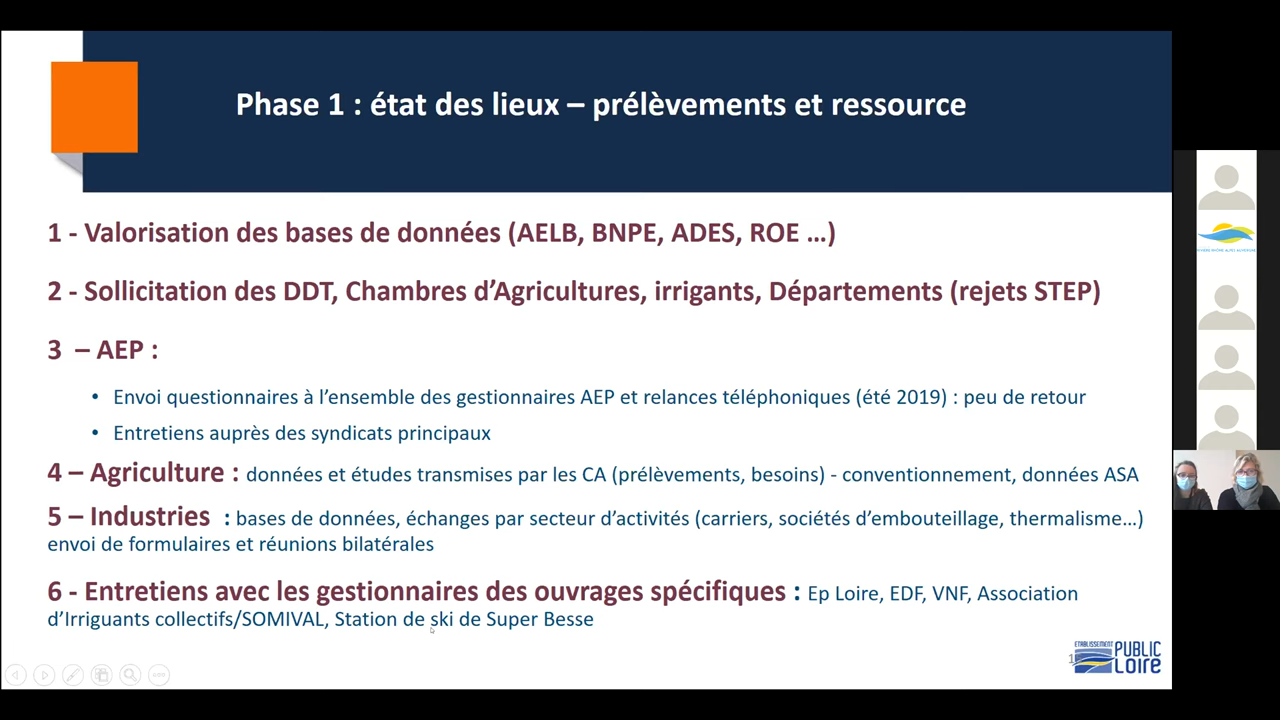 Phase 1 : état des lieux – prélèvements et ressource
1 - Valorisation des bases de données (AELB, BNPE, ADES, ROE …)
2 - Sollicitation des DDT, Chambres d’Agricultures, irrigants, Départements (rejets STEP)
3 – AEP :
• Envoi questionnaires à l’ensemble des gestionnaires AEP et relances téléphoniques (été 2019) : peu de retour
• Entretiens auprès des syndicats principaux
4 – Agriculture : données et études transmises par les CA (prélèvements, besoins) - conventionnement, données ASA
5 – Industries : bases de données, échanges par secteur d’activités (carriers, sociétés d’embouteillage, thermalisme…)
envoi de formulaires et réunions bilatérales
6 - Entretiens avec les gestionnaires des ouvrages spécifiques : Ep Loire, EDF, VNF, Association
d’Irriguants collectifs/SOMIVAL, Station de ski de Super Besse
ETABLISSEMENT
PUBLIC
LOIRE